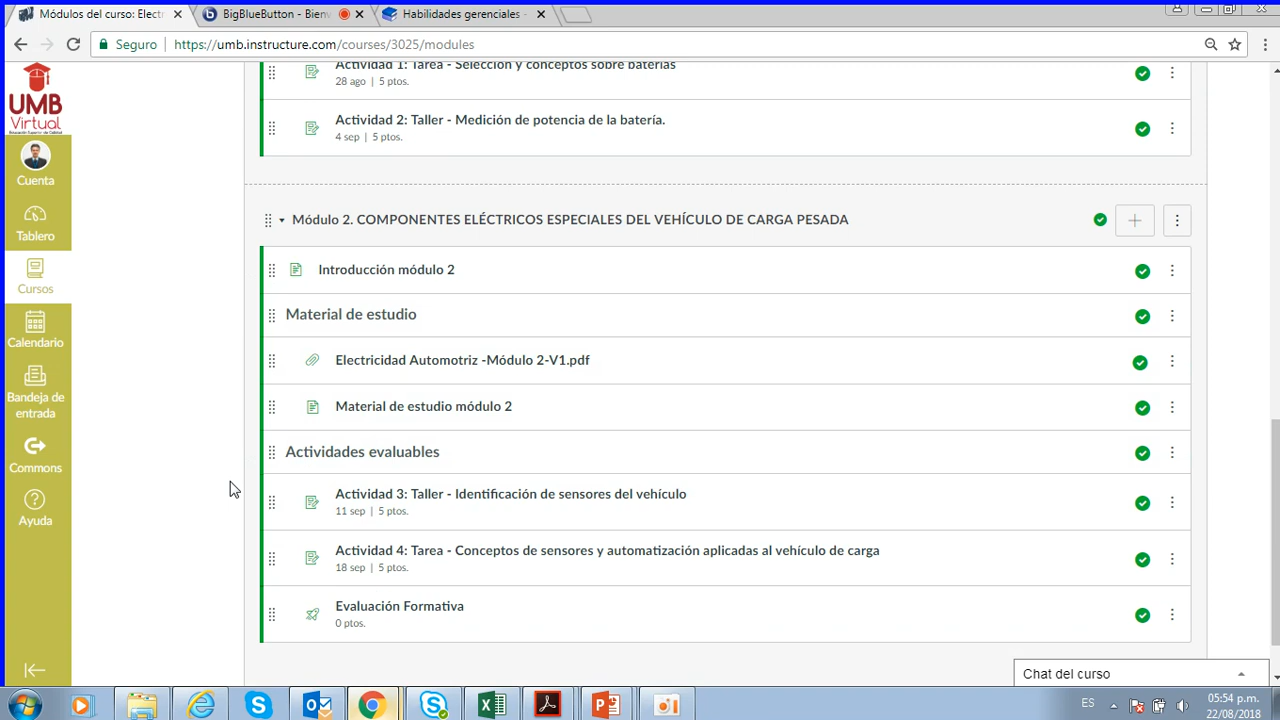 Módulos del curso: Electr
BigBlueButton - Bienv
Habilidades gerenciales -
Seguro
https://umb.instructure.com/courses/3025/modules
UMB
Virtual
Cuenta
Tablero
Cursos
Calendario
Bandeja de
entrada
Commons
Ayuda
Actividad 1: Tarea - Selección y conceptos sobre baterías
28 ago | 5 ptos.
Actividad 2: Taller - Medición de potencia de la batería.
4 sep | 5 ptos.
Módulo 2. COMPONENTES ELÉCTRICOS ESPECIALES DEL VEHÍCULO DE CARGA PESADA
Introducción módulo 2
Material de estudio
Electricidad Automotriz -Módulo 2-V1.pdf
Material de estudio módulo 2
Actividades evaluables
Actividad 3: Taller - Identificación de sensores del vehículo
11 sep | 5 ptos.
Actividad 4: Tarea - Conceptos de sensores y automatización aplicadas al vehículo de carga
18 sep | 5 ptos.
Evaluación Formativa
0 ptos.
Chat del curso
ES
05:54 p.m.
22/08/2018